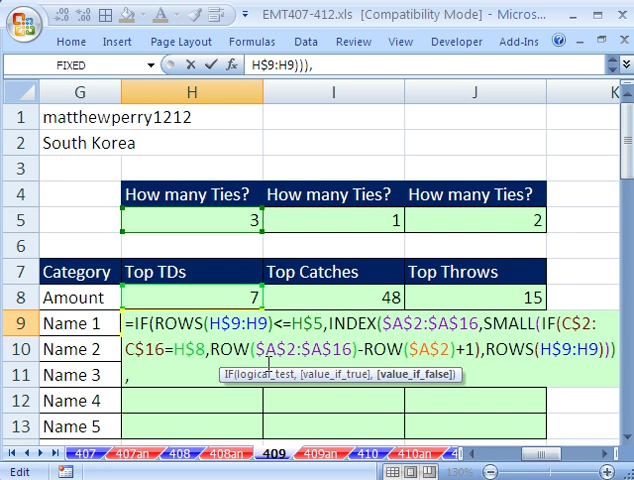 EMT407-412.xls [Compatibility Mode] - Micros...
Home Insert Page Layout Formulas Data Review View Developer Add-Ins
FIXED H$9:H9))),
G H I J K
1 matthewperry1212
2 South Korea
3
4 How many Ties? How many Ties? How many Ties?
5 3 1 2
6
7 Category Top TDs Top Catches Top Throws
8 Amount 7 48 15
9 Name 1 =IF(ROWS(H$9:H9)<=H$5,INDEX($A$2:$A$16,SMALL(IF(C$2:
10 Name 2 C$16=H$8,ROW($A$2:$A$16)-ROW($A$2)+1),ROWS(H$9:H9)))
11 Name 3 ,
IF(logical_test, [value_if_true], [value_if_false])
12 Name 4
13 Name 5
407 407an 408 408an 409 409an 410 410an
Edit 130%